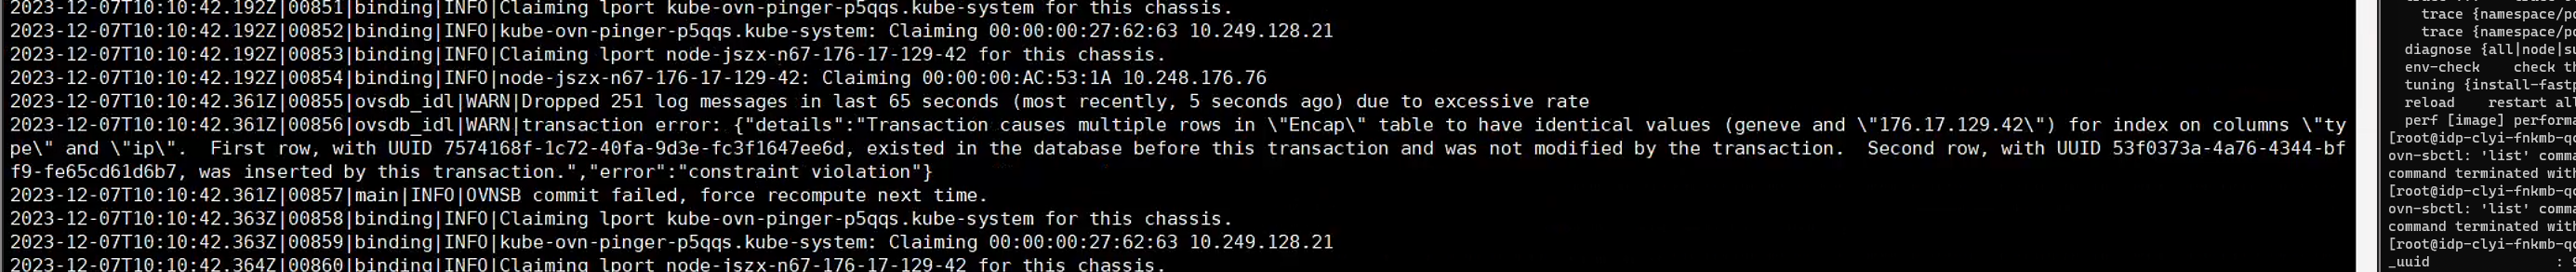 2023-12-07T10:10:42.192Z|00851|binding|INFO|Claiming lport kube-ovn-pinger-p5qqs.kube-system for this chassis.
2023-12-07T10:10:42.192Z|00852|binding|INFO|kube-ovn-pinger-p5qqs.kube-system: Claiming 00:00:00:27:62:63 10.249.128.21
2023-12-07T10:10:42.192Z|00853|binding|INFO|Claiming lport node-jszx-n67-176-17-129-42 for this chassis.
2023-12-07T10:10:42.192Z|00854|binding|INFO|node-jszx-n67-176-17-129-42: Claiming 00:00:00:AC:53:1A 10.248.176.76
2023-12-07T10:10:42.361Z|00855|ovsdb_idl|WARN|Dropped 251 log messages in last 65 seconds (most recently, 5 seconds ago) due to excessive rate
2023-12-07T10:10:42.361Z|00856|ovsdb_idl|WARN|transaction error: {"details":"Transaction causes multiple rows in \"Encap\" table to have identical values (geneve and \"176.17.129.42\") for index on columns \"ty
pe\" and \"ip\".  First row, with UUID 7574168f-1c72-40fa-9d3e-fc3f1647ee6d, existed in the database before this transaction and was not modified by the transaction.  Second row, with UUID 53f0373a-4a76-4344-bf
f9-fe65cd61d6b7, was inserted by this transaction.","error":"constraint violation"}
2023-12-07T10:10:42.361Z|00857|main|INFO|OVNSB commit failed, force recompute next time.
2023-12-07T10:10:42.363Z|00858|binding|INFO|Claiming lport kube-ovn-pinger-p5qqs.kube-system for this chassis.
2023-12-07T10:10:42.363Z|00859|binding|INFO|kube-ovn-pinger-p5qqs.kube-system: Claiming 00:00:00:27:62:63 10.249.128.21
2023-12-07T10:10:42.364Z|00860|binding|INFO|Claiming lport node-jszx-n67-176-17-129-42 for this chassis.
trace {namespace/po
trace {namespace/po
diagnose {all|node|su
env-check    check th
tuning {install-fastp
reload    restart all
perf [image] performa
[root@idp-clyi-fnkmb-qo
ovn-sbctl: 'list' comma
command terminated with
[root@idp-clyi-fnkmb-qo
ovn-sbctl: 'list' comma
command terminated with
[root@idp-clyi-fnkmb-qo
_uuid               :